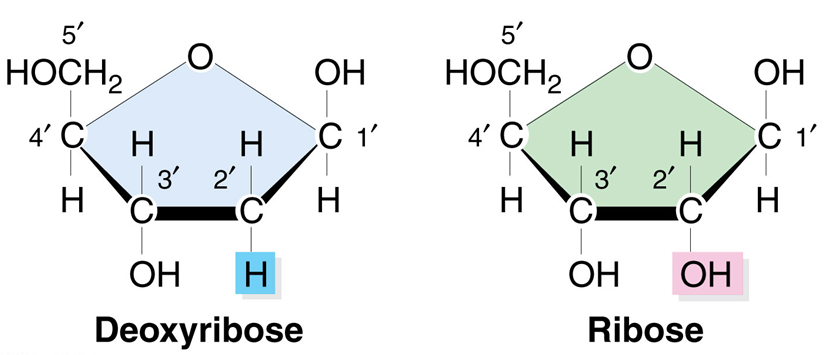 5′ 5′
HOCH₂ O OH HOCH₂ O OH
4′ C H H C 1′ 4′ C H H C 1′
H 3′ 2′ H H 3′ 2′ H
C C C C
OH H OH OH
Deoxyribose Ribose